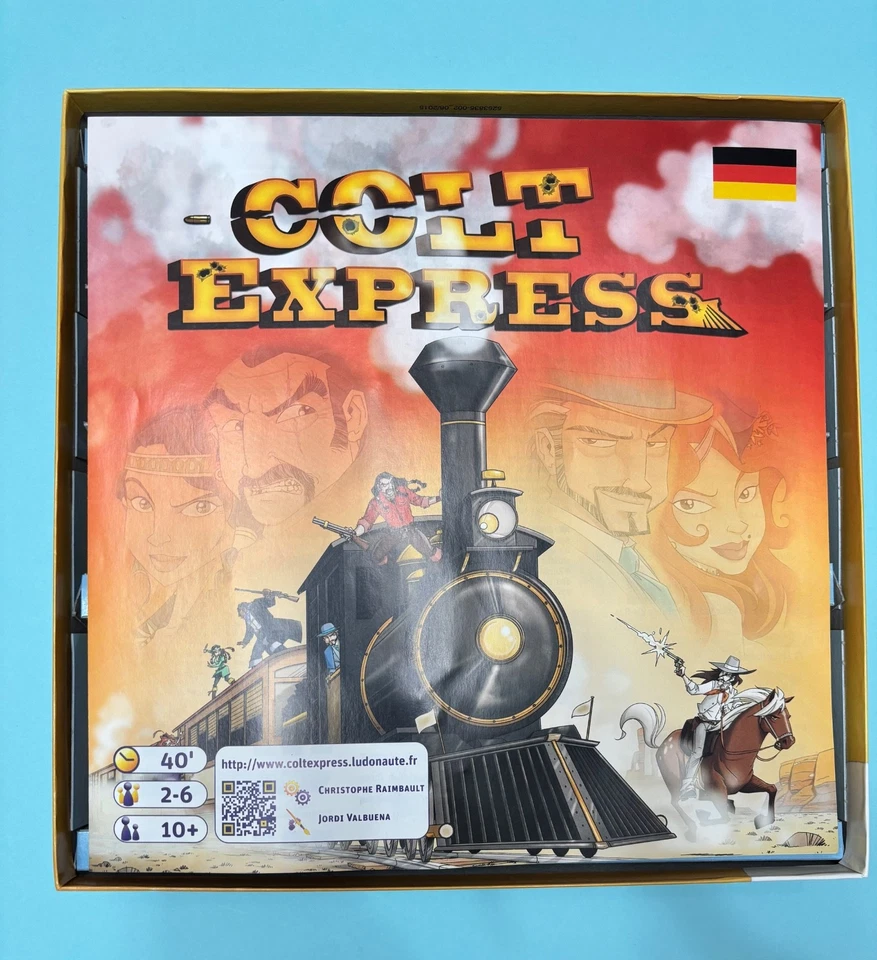 COLT
EXPRESS
40'
2-6
10+
http://www.coltexpress.ludonaute.fr
CHRISTOPHE RAIMBAULT
JORDI VALBUENA